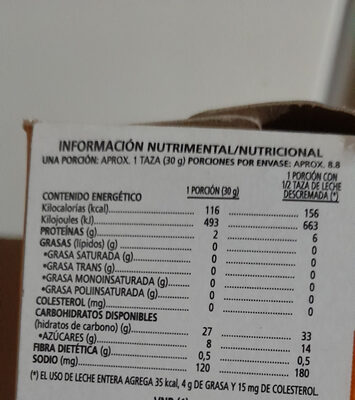 INFORMACIÓN NUTRIMENTAL/NUTRICIONAL
UNA PORCIÓN: APROX. 1 TAZA (30 g) PORCIONES POR ENVASE: APROX. 8.8
1 PORCIÓN (30 g) 1 PORCIÓN CON
1/2 TAZA DE LECHE
DESCREMADA (*)
CONTENIDO ENERGÉTICO
Kilocalorías (kcal) 116 156
Kilojoules (kJ) 493 663
PROTEÍNAS (g) 2 6
GRASAS (lípidos) (g) 0 0
•GRASA SATURADA (g) 0 0
•GRASA TRANS (g) 0 0
•GRASA MONOINSATURADA (g) 0 0
•GRASA POLIINSATURADA (g) 0 0
COLESTEROL (mg) 0 0
CARBOHIDRATOS DISPONIBLES
(hidratos de carbono) (g) 27 33
•AZÚCARES (g) 8 14
FIBRA DIETÉTICA (g) 0,5 0,5
SODIO (mg) 120 180
(*) EL USO DE LECHE ENTERA AGREGA 35 kcal, 4 g DE GRASA Y 15 mg DE COLESTEROL.